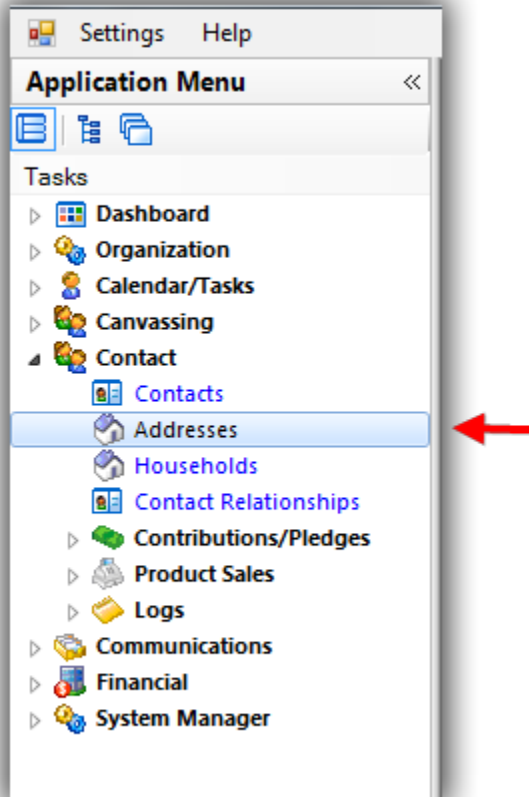 Settings Help
Application Menu
Tasks
Dashboard
Organization
Calendar/Tasks
Canvassing
Contact
Contacts
Addresses
Households
Contact Relationships
Contributions/Pledges
Product Sales
Logs
Communications
Financial
System Manager